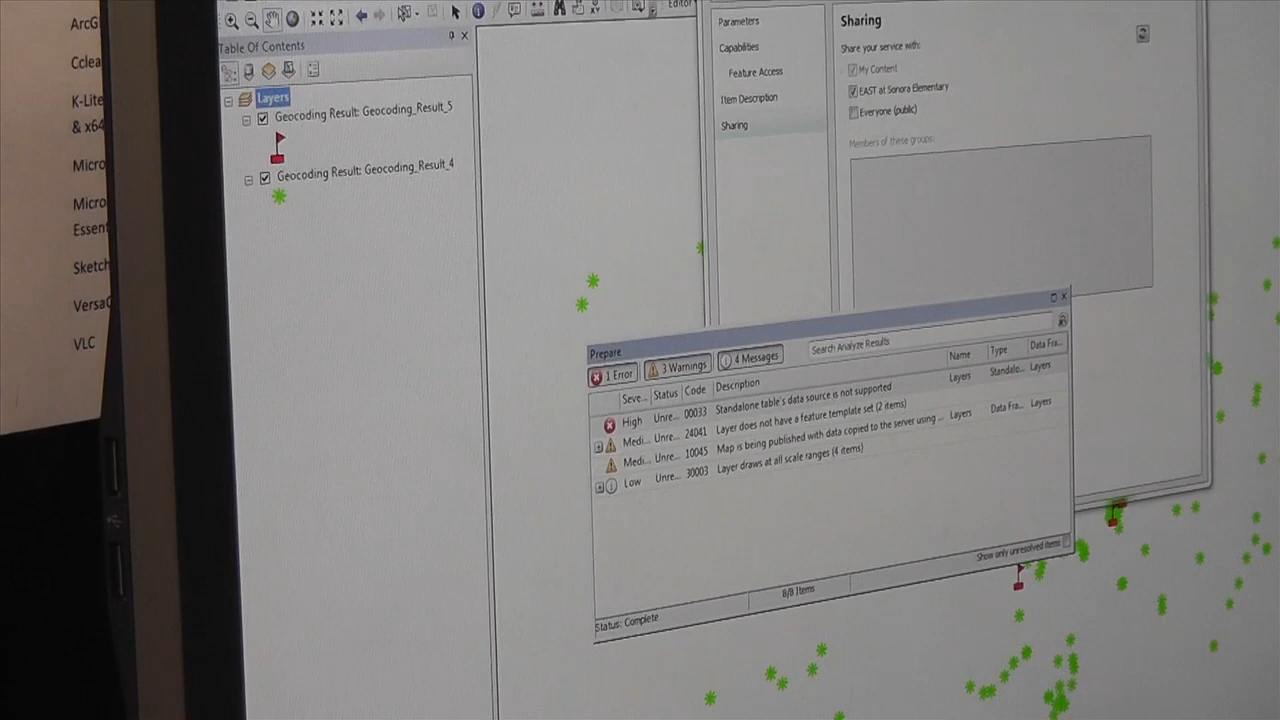 ArcG
Cclea
K-Lite
& x64
Micro
Micro
Essen
Sketch
Versa
VLC
Editor
Table Of Contents
Layers
Geocoding Result: Geocoding_Result_5
Geocoding Result: Geocoding_Result_4
Parameters
Capabilities
Feature Access
Item Description
Sharing
Sharing
Share your service with:
My Content
EAST at Sonora Elementary
Everyone (public)
Members of these groups:
Prepare
1 Error 3 Warnings 4 Messages Search Analyze Results
Seve... Status Code Description Name Type Data Fra...
High Unre... 00033 Standalone table's data source is not supported Layers Standalo... Layers
Medi... Unre... 24041 Layer does not have a feature template set (2 items)
Medi... Unre... 10045 Map is being published with data copied to the server using ... Layers Data Fra... Layers
Low Unre... 30003 Layer draws at all scale ranges (4 items)
Show only unresolved items
Status: Complete 8/8 Items